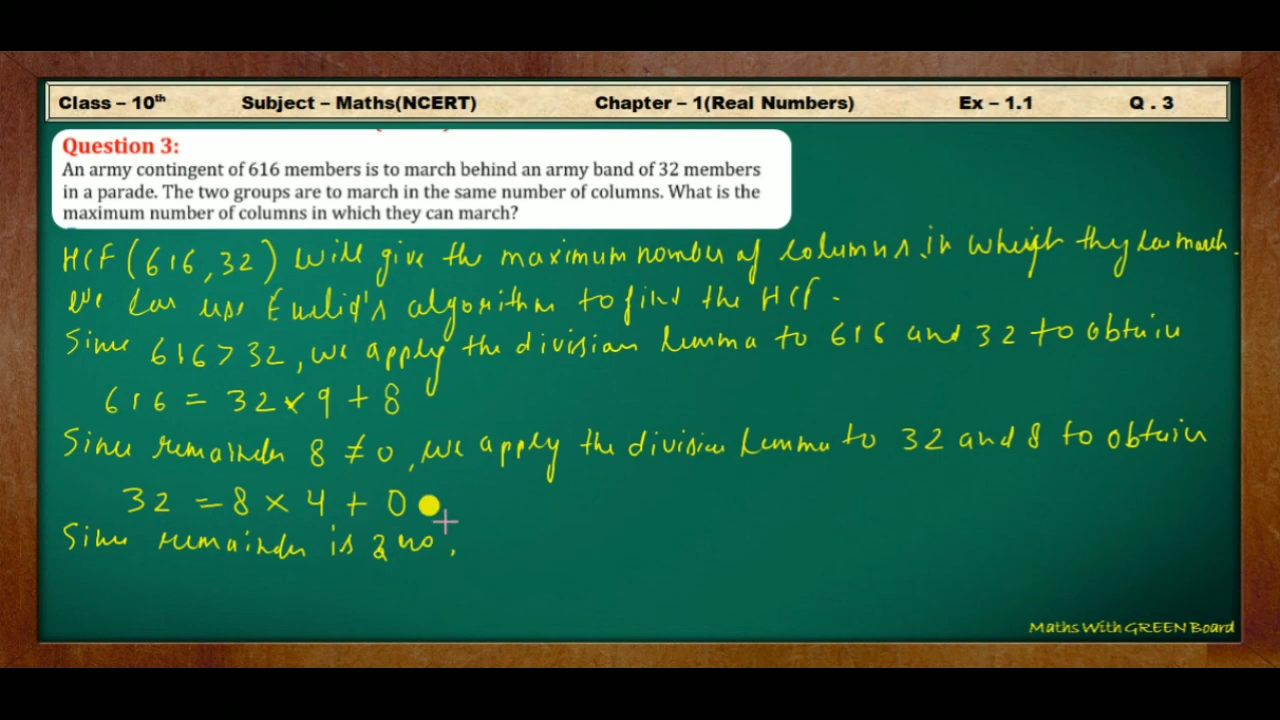 Class – 10th Subject – Maths(NCERT) Chapter – 1(Real Numbers) Ex – 1.1 Q . 3
Question 3:
An army contingent of 616 members is to march behind an army band of 32 members
in a parade. The two groups are to march in the same number of columns. What is the
maximum number of columns in which they can march?
HCF (616, 32) will give the maximum number of columns in which they can march.
We can use Euclid's algorithm to find the HCF.
Since 616 > 32, we apply the division lemma to 616 and 32 to obtain
616 = 32 × 9 + 8
Since remainder 8 ≠ 0, we apply the division lemma to 32 and 8 to obtain
32 = 8 × 4 + 0
Since remainder is zero,
Maths With GREEN Board